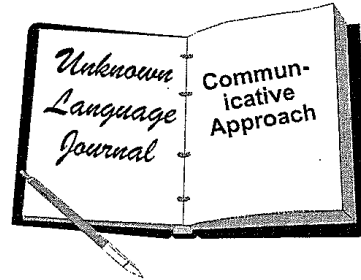 Unknown
Language
Journal
Commun-
icative
Approach